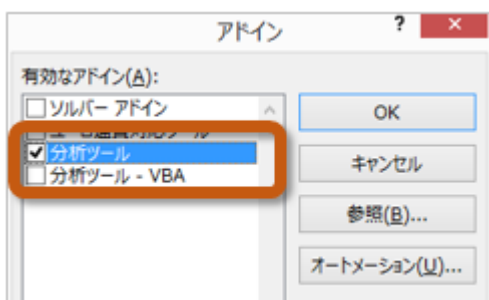 アドイン
?
有効なアドイン(A):
ソルバー アドイン
分析ツール
分析ツール - VBA
OK
キャンセル
参照(B)...
オートメーション(U)...